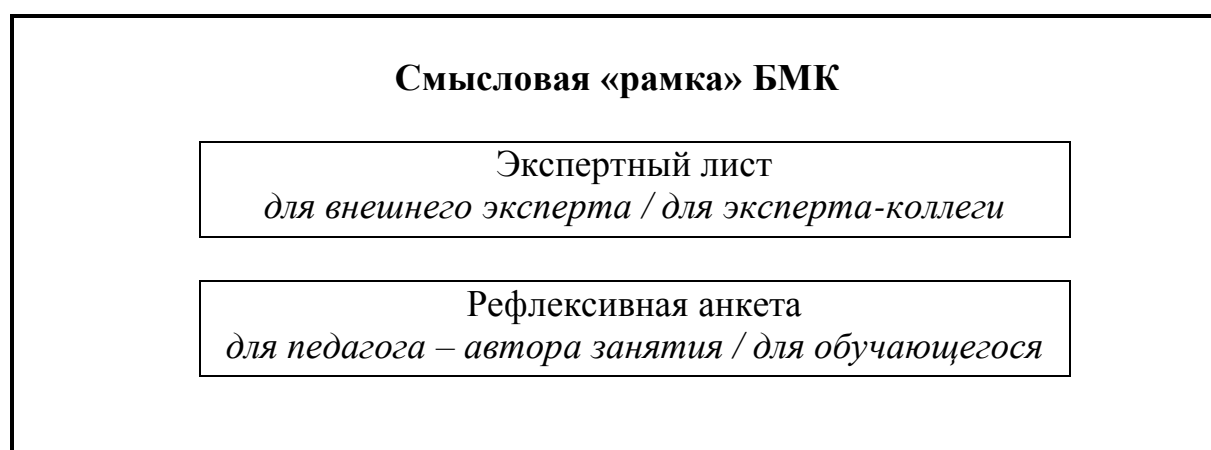 Смысловая «рамка» БМК
Экспертный лист
для внешнего эксперта / для эксперта-коллеги
Рефлексивная анкета
для педагога – автора занятия / для обучающегося